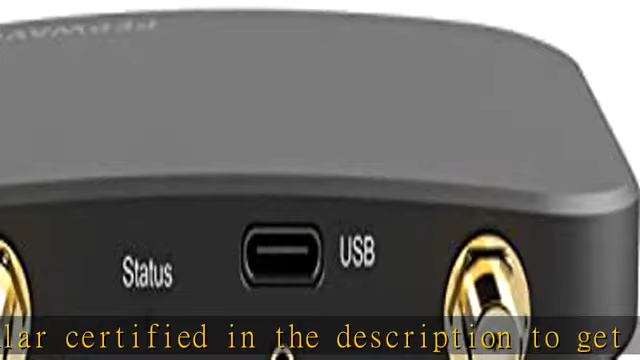 Status
USB
lar certified in the description to get